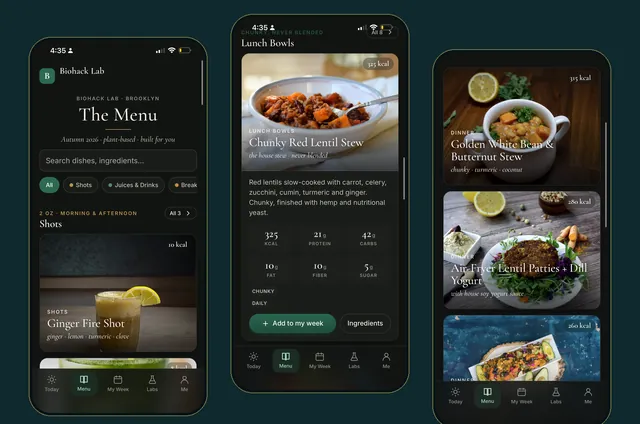 4:35
B
Biohack Lab
BIOHACK LAB · BROOKLYN
The Menu
Autumn 2026 · plant-based · built for you
Search dishes, ingredients...
All
Shots
Juices & Drinks
Break
2 OZ · MORNING & AFTERNOON
Shots
All 3
10 kcal
SHOTS
Ginger Fire Shot
ginger · lemon · turmeric · clove
Today
Menu
My Week
Labs
Me
4:35
CHUNKY, NEVER BLENDED
Lunch Bowls
All 8
325 kcal
LUNCH BOWLS
Chunky Red Lentil Stew
the house stew · never blended
Red lentils slow-cooked with carrot, celery,
zucchini, cumin, turmeric and ginger.
Chunky, finished with hemp and nutritional
yeast.
325
KCAL
21g
PROTEIN
42g
CARBS
10g
FAT
10g
FIBER
5g
SUGAR
CHUNKY
DAILY
+ Add to my week
Ingredients
Today
Menu
My Week
Labs
Me
315 kcal
DINNER
Golden White Bean &
Butternut Stew
chunky · turmeric · coconut
280 kcal
DINNER
Air-Fryer Lentil Patties + Dill
Yogurt
with house soy yogurt sauce
260 kcal
DINNER
Today
Menu
My Week
Labs
Me